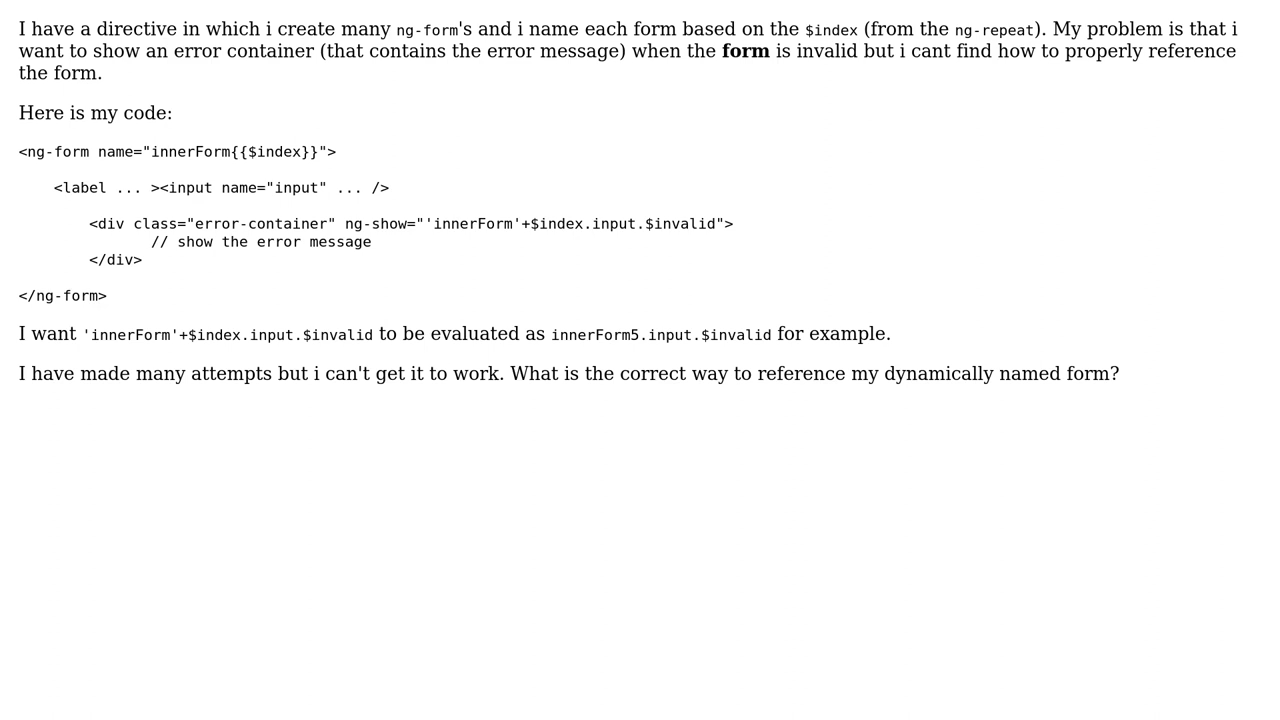 I have a directive in which i create many ng-form's and i name each form based on the $index (from the ng-repeat). My problem is that i
want to show an error container (that contains the error message) when the form is invalid but i cant find how to properly reference
the form.
Here is my code:
<ng-form name="innerForm{{$index}}">
    <label ... ><input name="input" ... />
        <div class="error-container" ng-show="'innerForm'+$index.input.$invalid">
               // show the error message
        </div>
</ng-form>
I want 'innerForm'+$index.input.$invalid to be evaluated as innerForm5.input.$invalid for example.
I have made many attempts but i can't get it to work. What is the correct way to reference my dynamically named form?